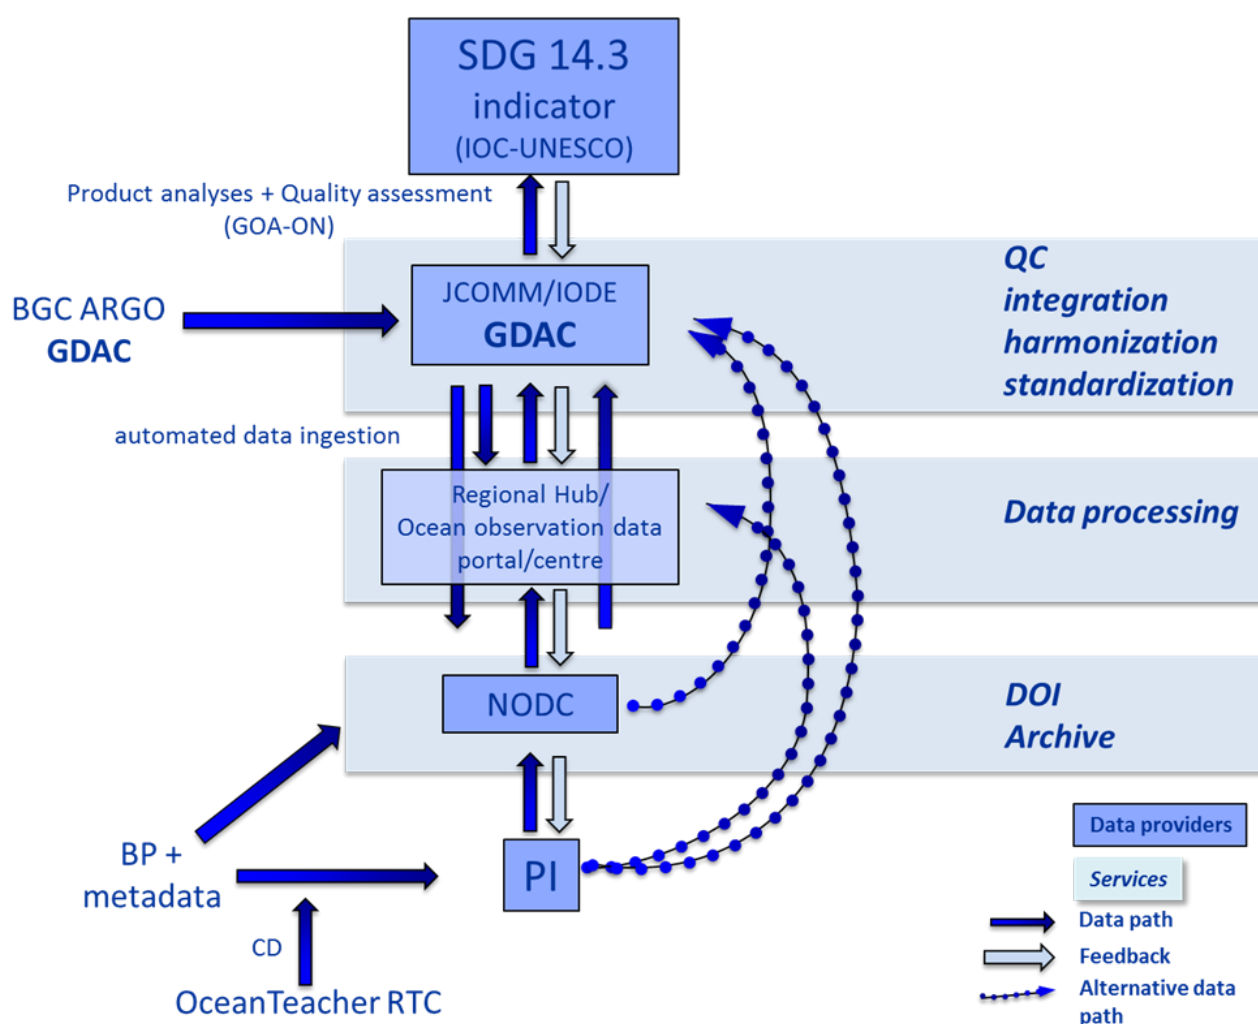 SDG 14.3
indicator
(IOC-UNESCO)
Product analyses + Quality assessment
(GOA-ON)
QC
integration
harmonization
standardization
JCOMM/IODE
GDAC
BGC ARGO
GDAC
automated data ingestion
Regional Hub/
Ocean observation data
portal/centre
Data processing
NODC
DOI
Archive
BP +
metadata
PI
CD
OceanTeacher RTC
Data providers
Services
Data path
Feedback
Alternative data
path